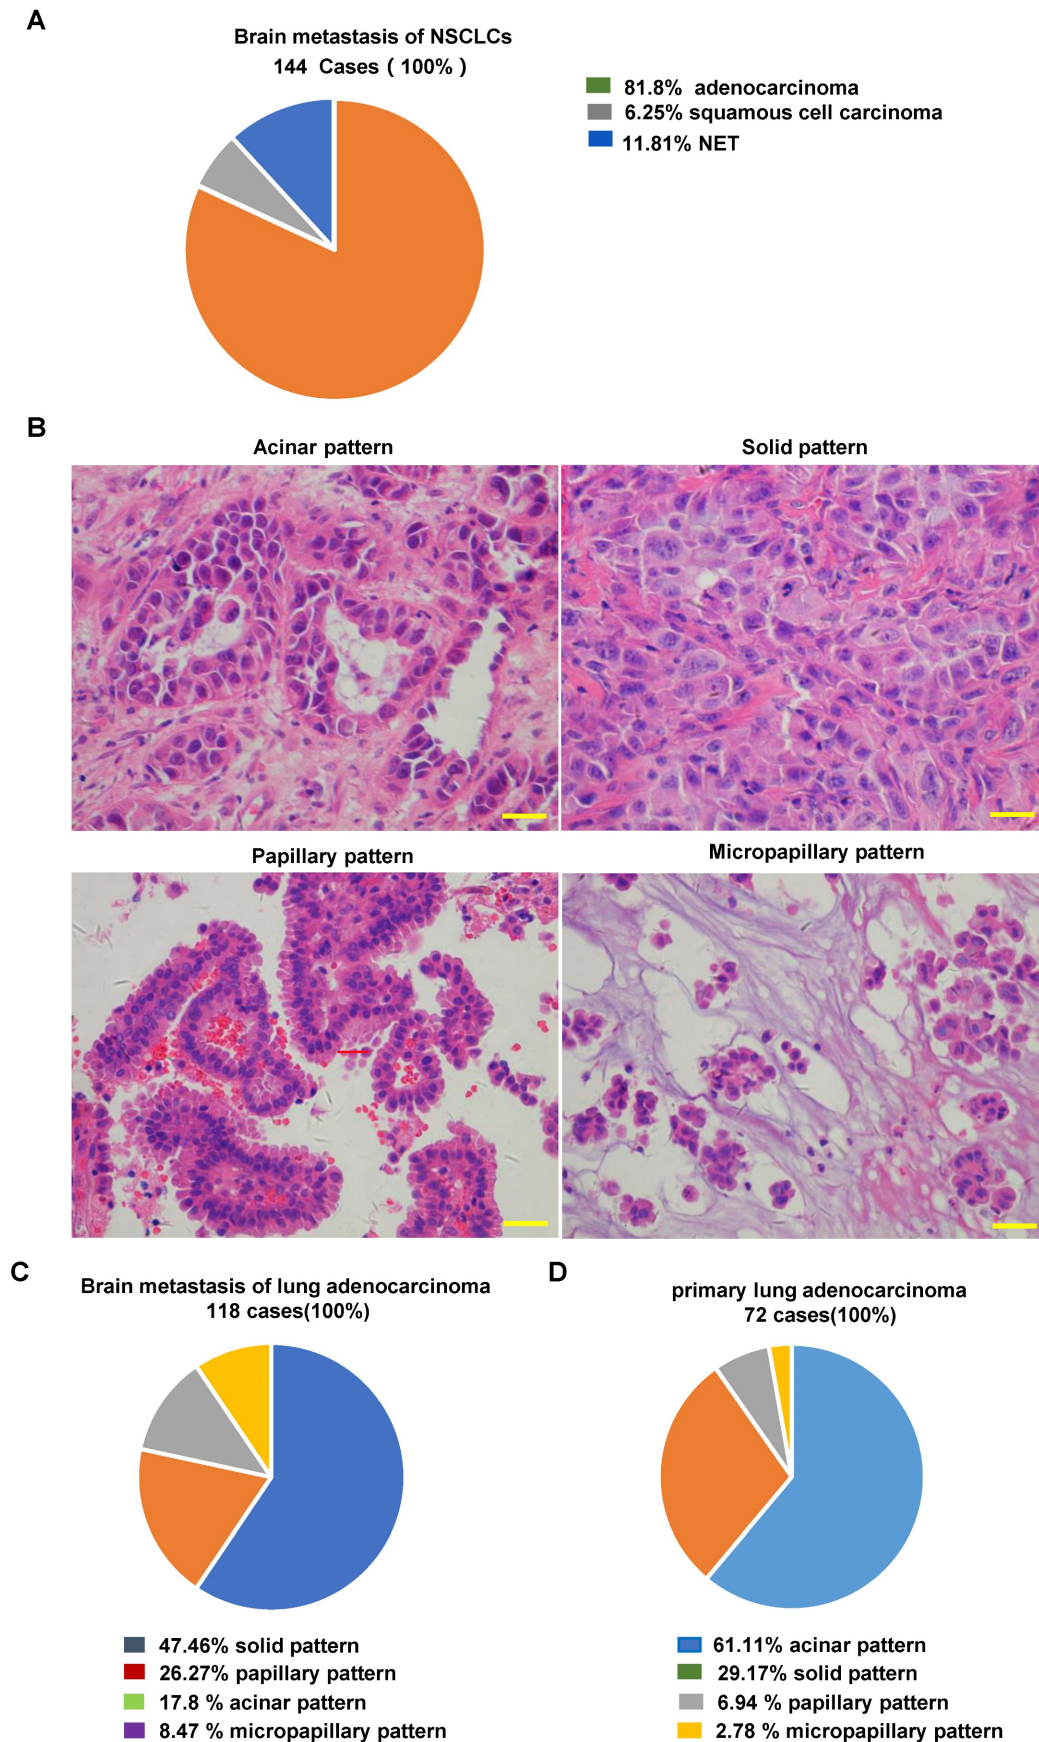 A
Brain metastasis of NSCLCs
144 Cases ( 100% )
81.8% adenocarcinoma
6.25% squamous cell carcinoma
11.81% NET
B
Acinar pattern
Solid pattern
Papillary pattern
Micropapillary pattern
C
Brain metastasis of lung adenocarcinoma
118 cases(100%)
47.46% solid pattern
26.27% papillary pattern
17.8 % acinar pattern
8.47 % micropapillary pattern
D
primary lung adenocarcinoma
72 cases(100%)
61.11% acinar pattern
29.17% solid pattern
6.94 % papillary pattern
2.78 % micropapillary pattern